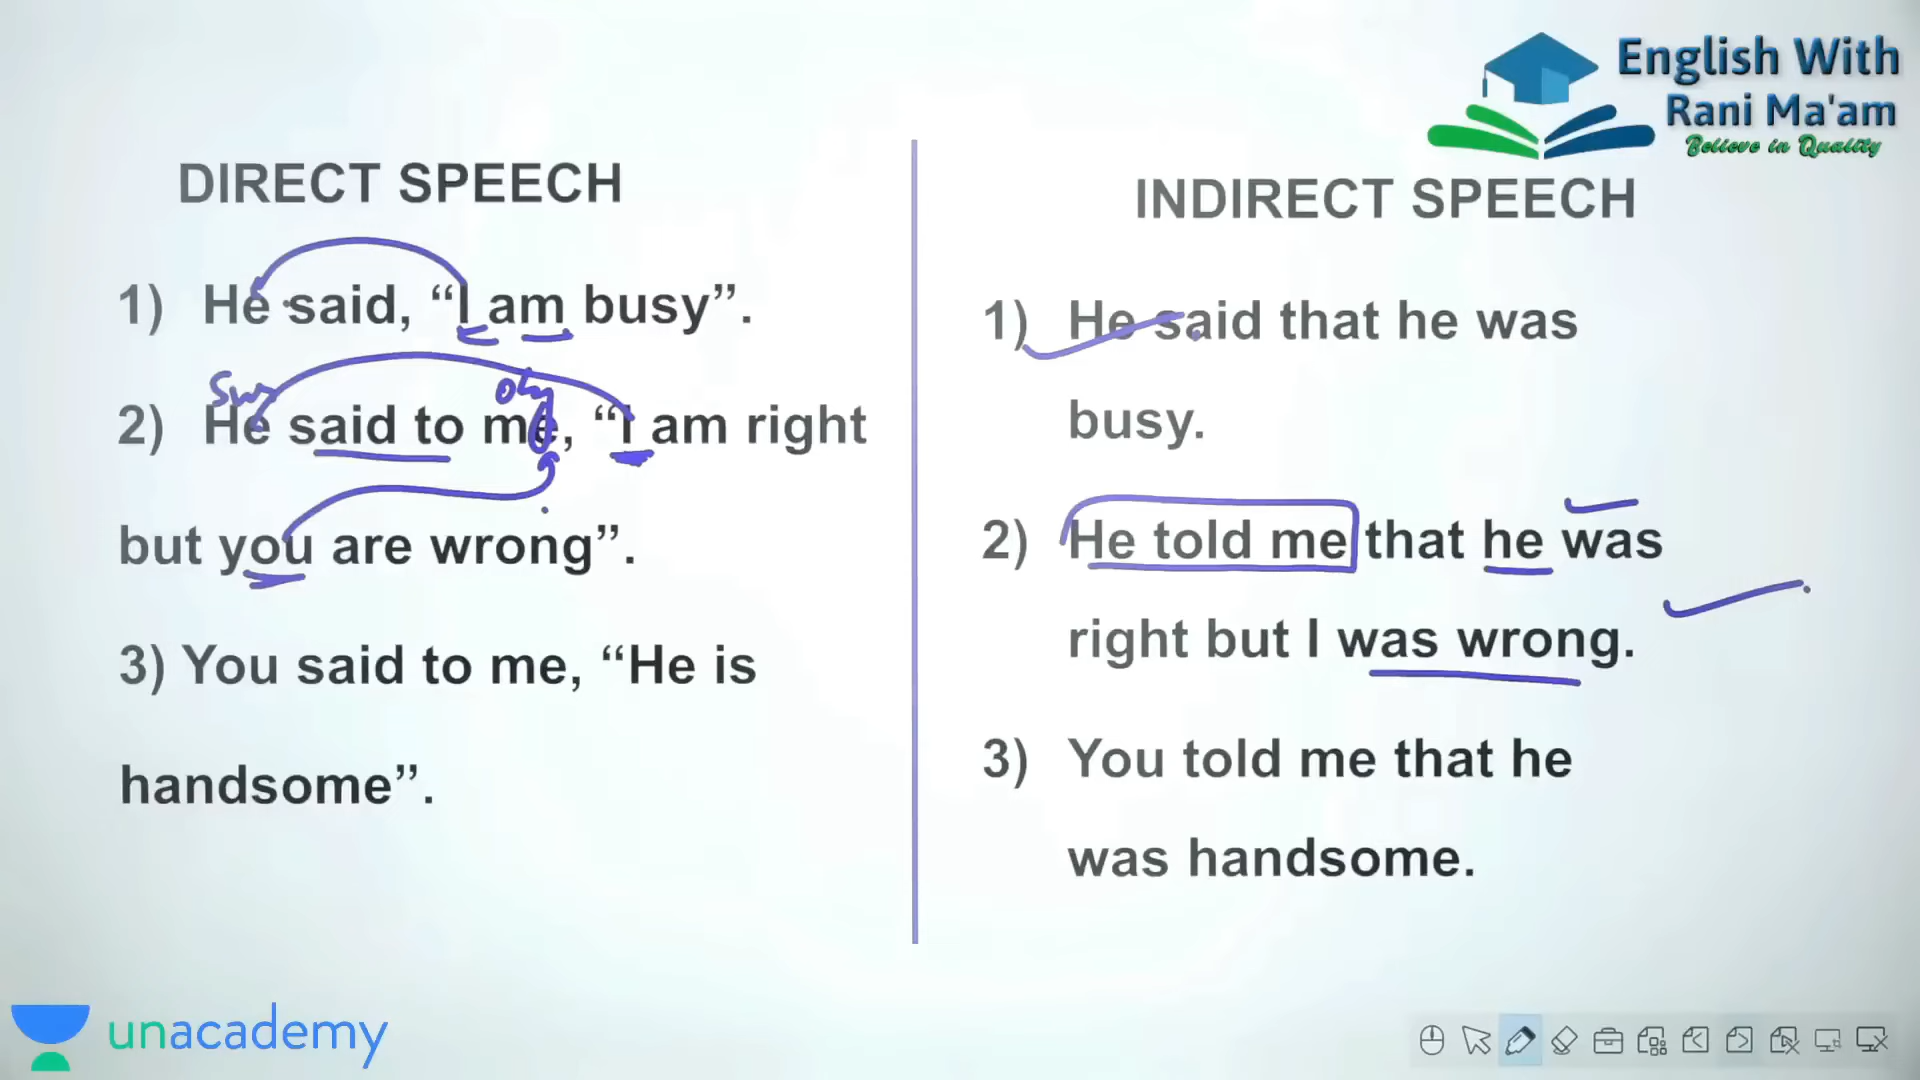 English With
Rani Ma'am
Believe in Quality
DIRECT SPEECH
1) He said, “I am busy”.
Sub obj
2) He said to me, “I am right
but you are wrong”.
3) You said to me, “He is
handsome”.
INDIRECT SPEECH
1) He said that he was
busy.
2) He told me that he was
right but I was wrong.
3) You told me that he
was handsome.
unacademy